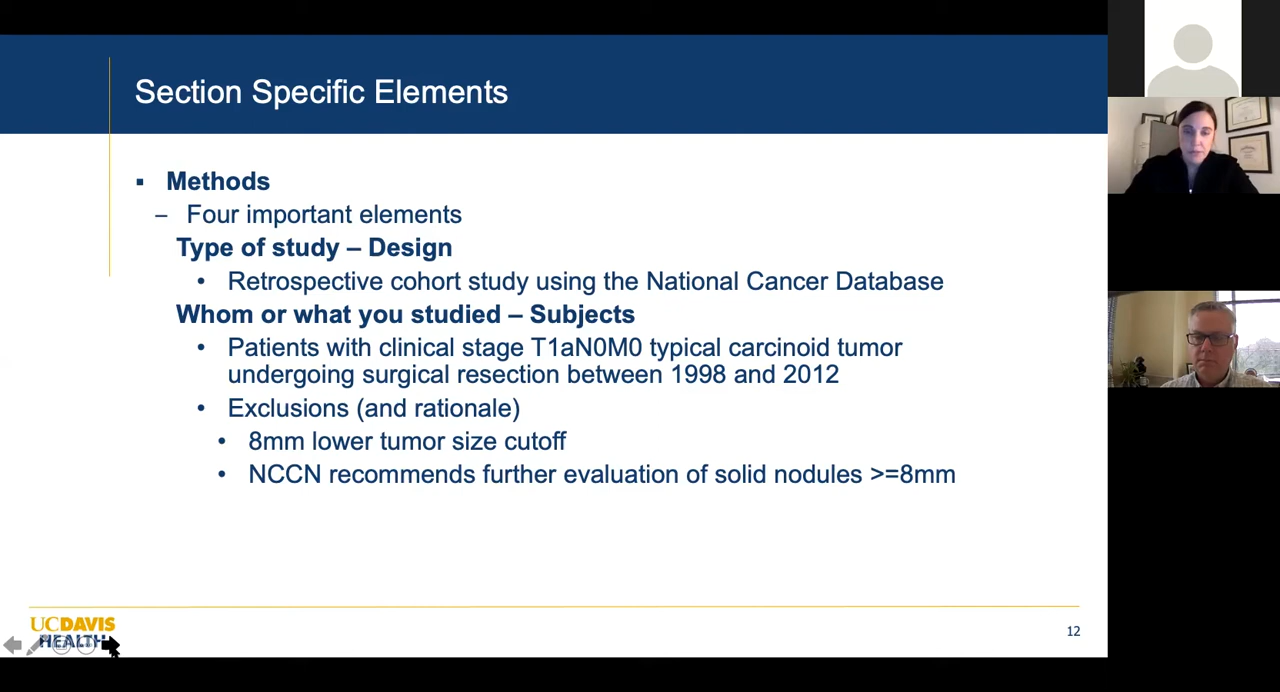 Section Specific Elements
▪ Methods
– Four important elements
Type of study – Design
• Retrospective cohort study using the National Cancer Database
Whom or what you studied – Subjects
• Patients with clinical stage T1aN0M0 typical carcinoid tumor
undergoing surgical resection between 1998 and 2012
• Exclusions (and rationale)
• 8mm lower tumor size cutoff
• NCCN recommends further evaluation of solid nodules >=8mm
UCDAVIS
HEALTH
12